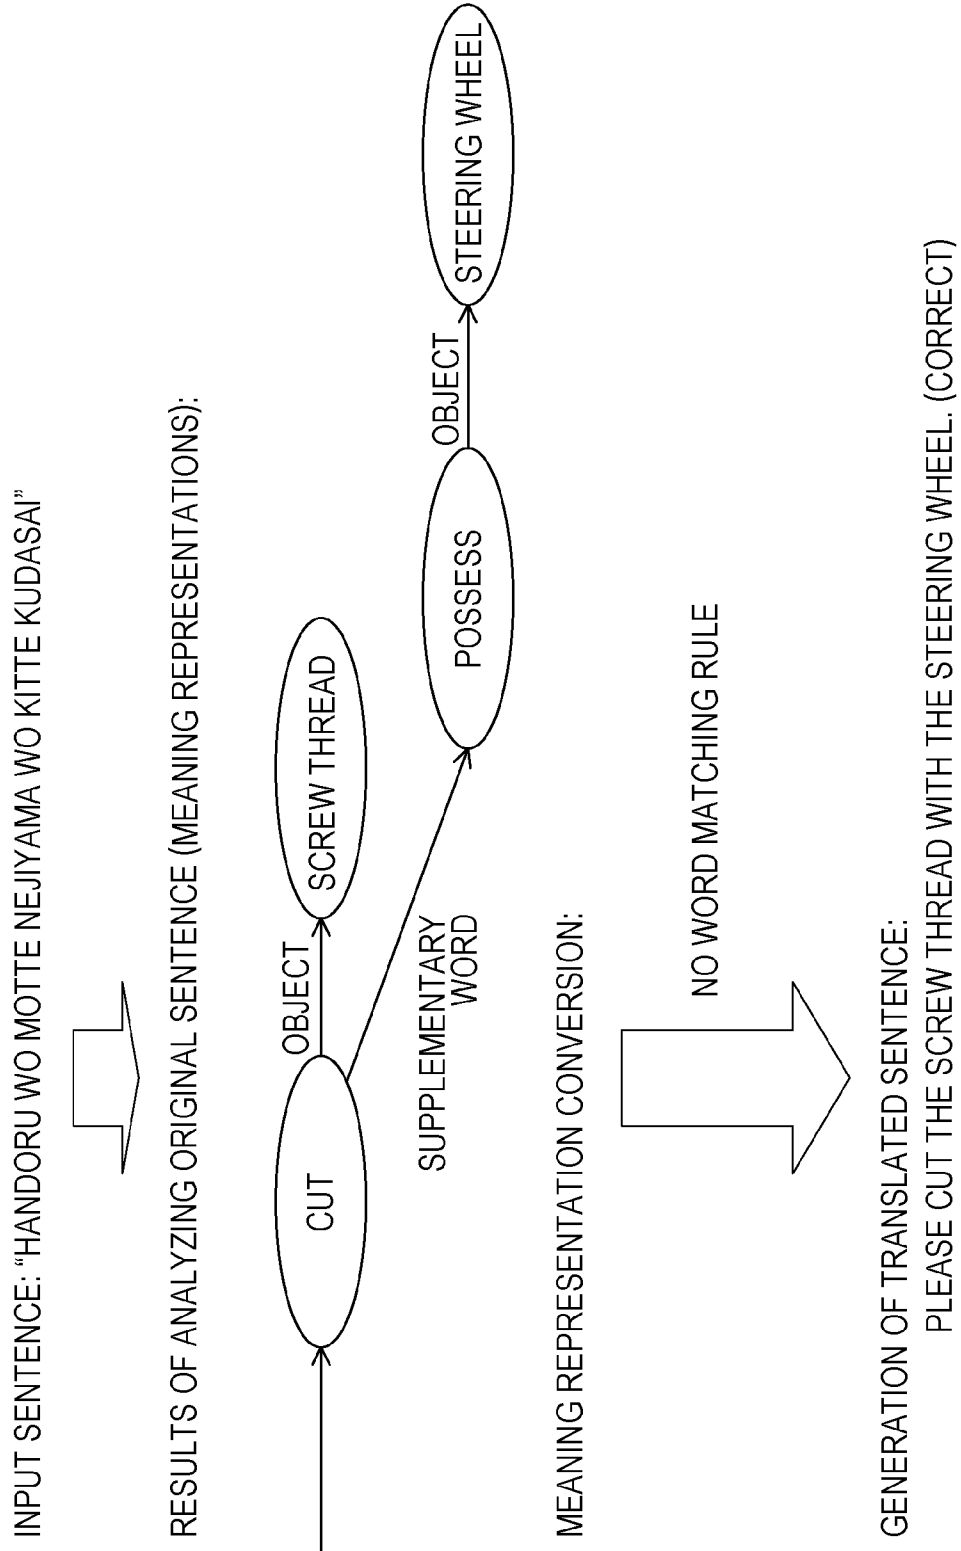 INPUT SENTENCE: “HANDORU WO MOTTE NEJIYAMA WO KITTE KUDASAI”
RESULTS OF ANALYZING ORIGINAL SENTENCE (MEANING REPRESENTATIONS):
CUT
OBJECT
SCREW THREAD
SUPPLEMENTARY
WORD
POSSESS
OBJECT
STEERING WHEEL
MEANING REPRESENTATION CONVERSION:
NO WORD MATCHING RULE
GENERATION OF TRANSLATED SENTENCE:
PLEASE CUT THE SCREW THREAD WITH THE STEERING WHEEL. (CORRECT)